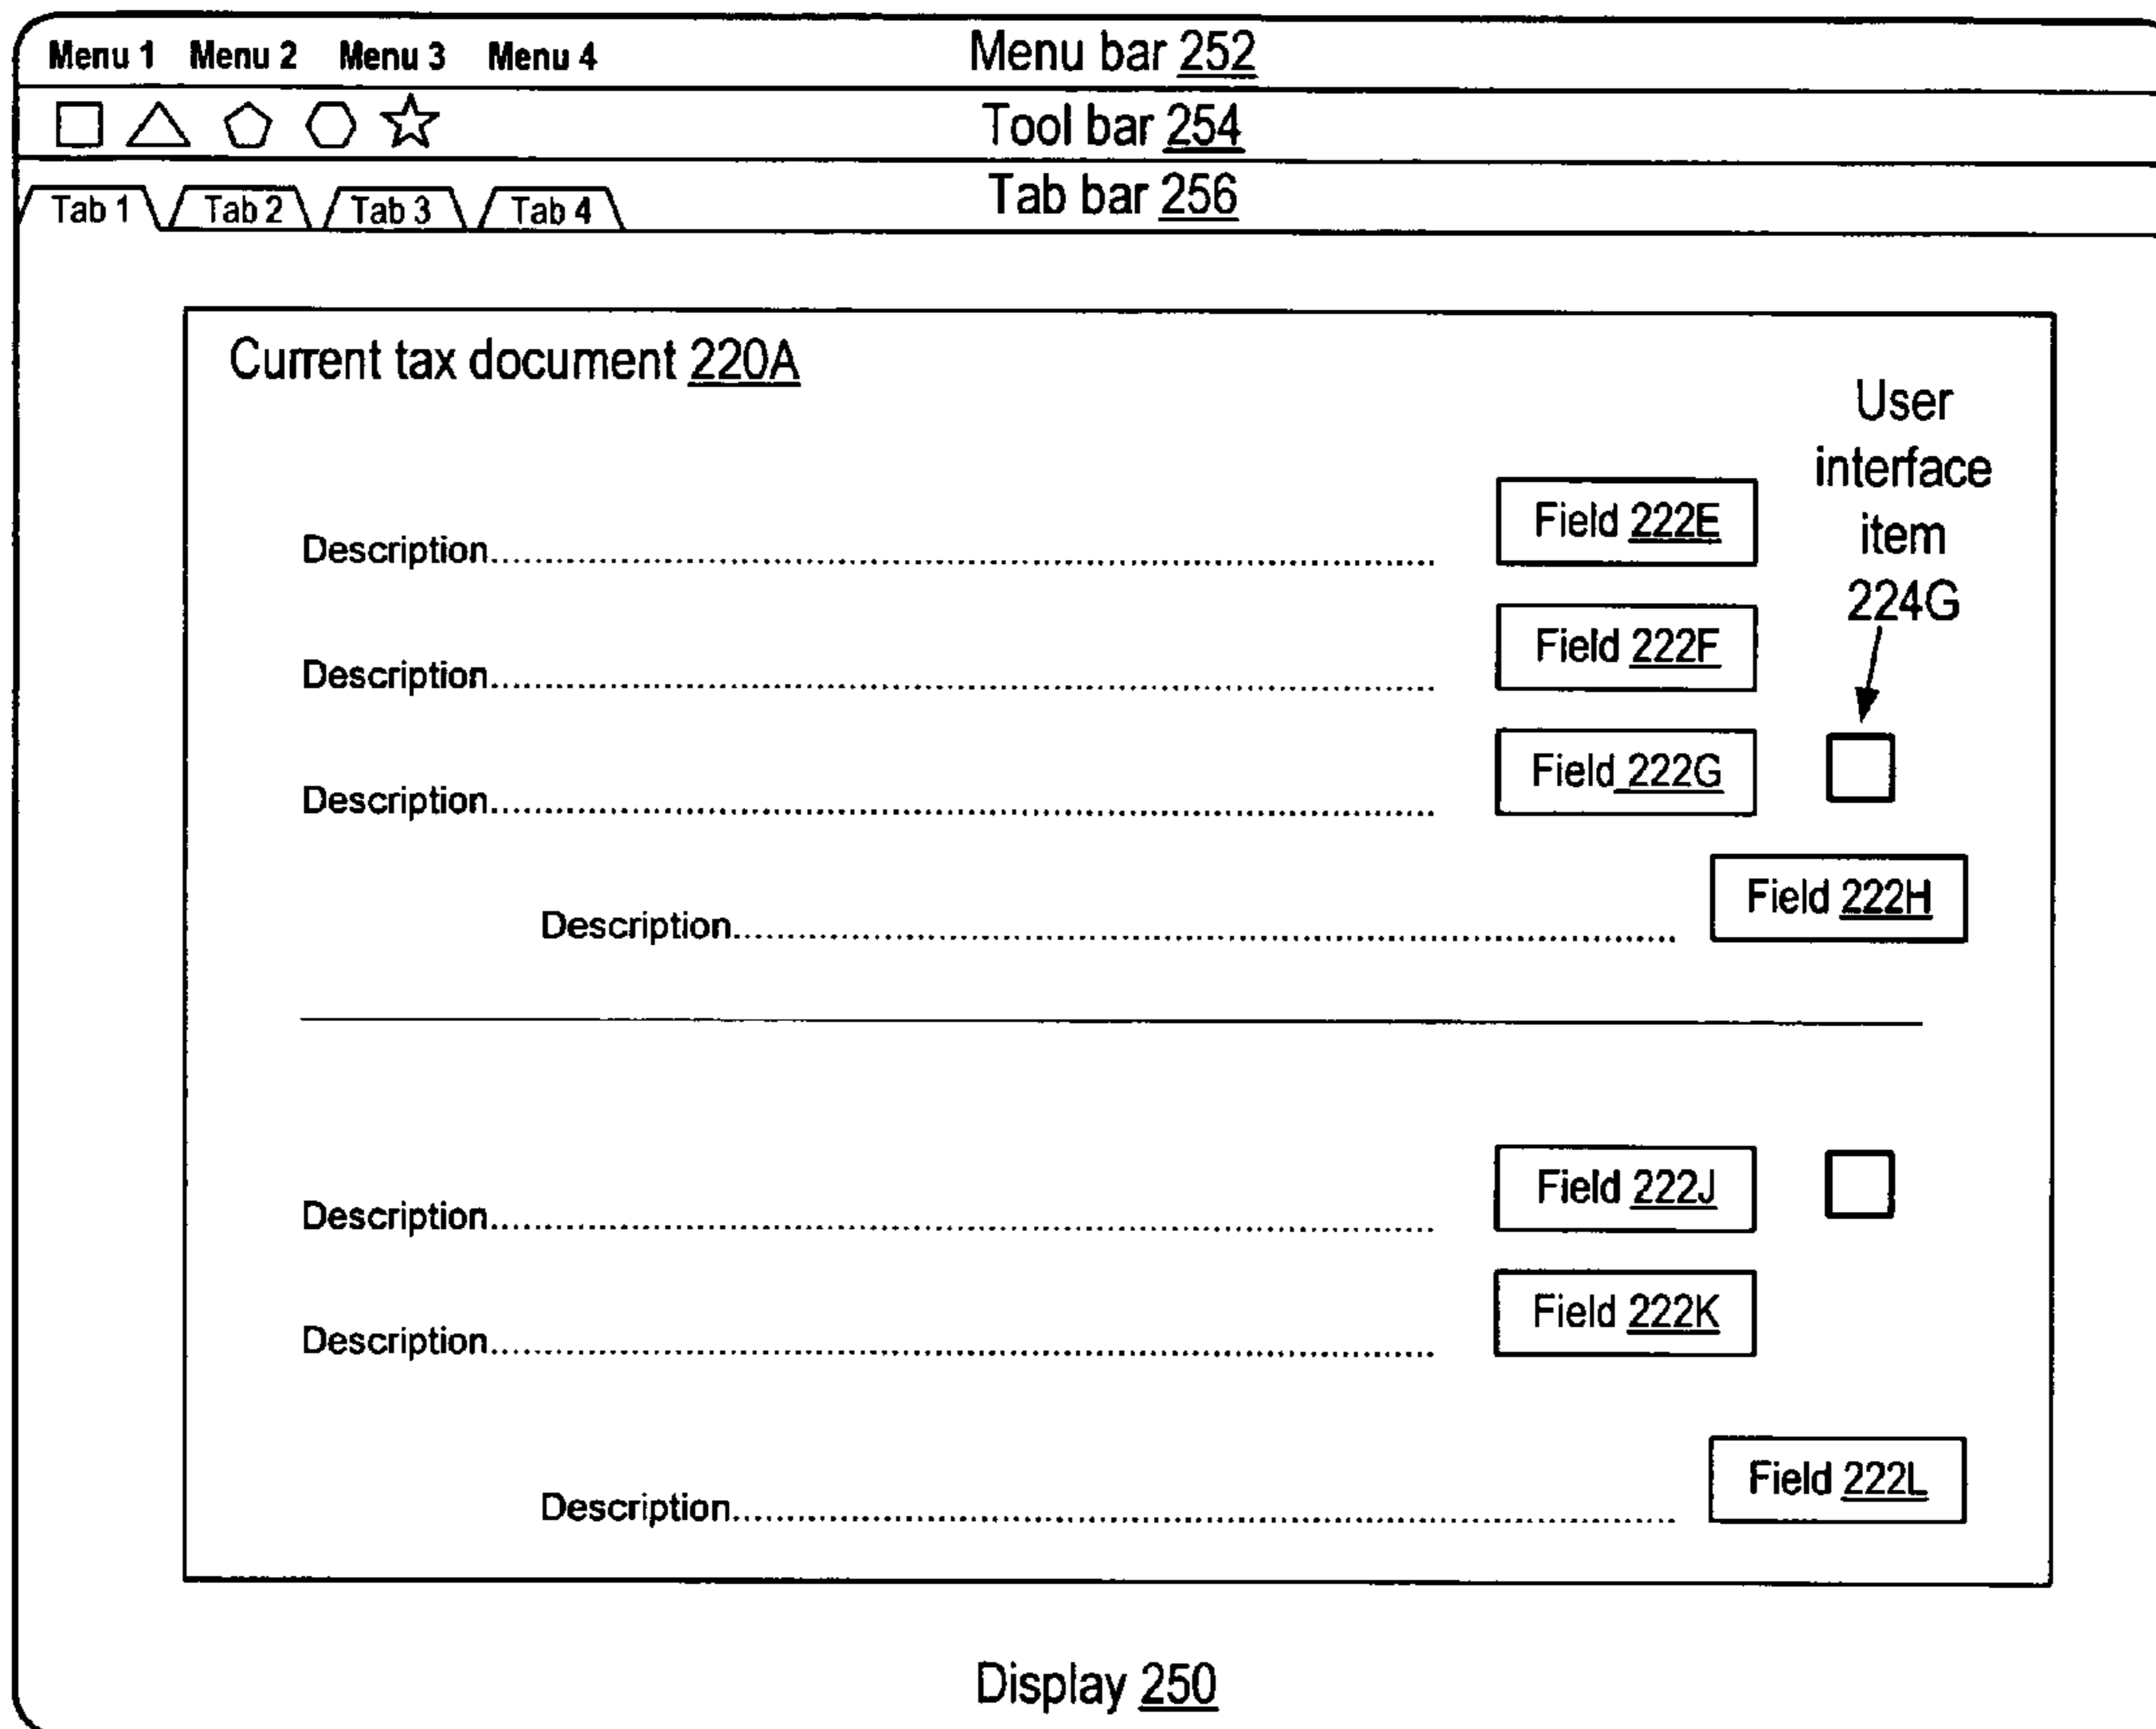 Menu 1 Menu 2 Menu 3 Menu 4 Menu bar 252
Tool bar 254
Tab bar 256
Tab 1 Tab 2 Tab 3 Tab 4
Current tax document 220A
User
interface
item
224G
Description.......... Field 222E
Description.......... Field 222F
Description.......... Field 222G
Description.......... Field 222H
Description.......... Field 222J
Description.......... Field 222K
Description.......... Field 222L
Display 250